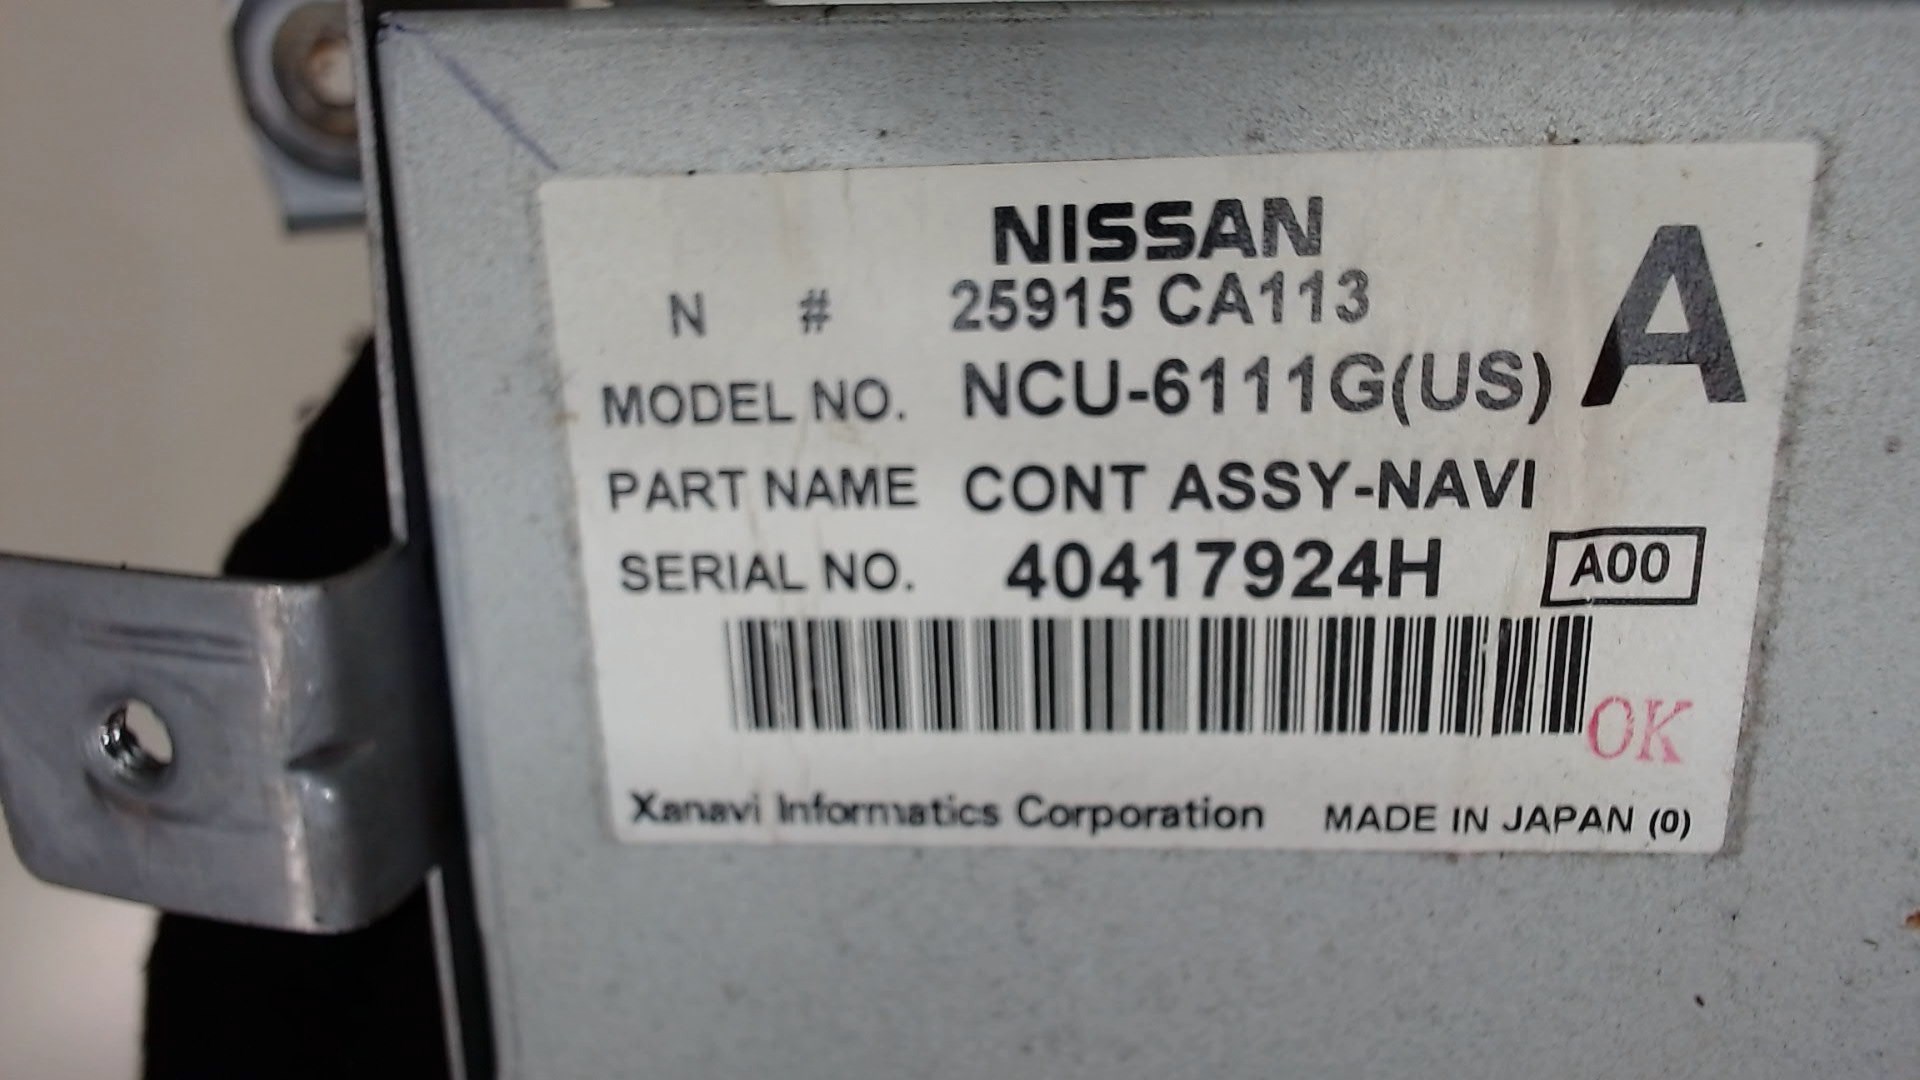 NISSAN
A
N # 25915 CA113
MODEL NO. NCU-6111G(US)
PART NAME CONT ASSY-NAVI
SERIAL NO. 40417924H A00
OK
Xanavi Informatics Corporation MADE IN JAPAN (0)